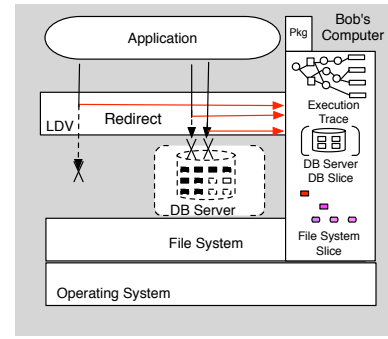 Bob's
Computer
Pkg
Application
Execution
Trace
LDV
Redirect
DB Server
DB Slice
DB Server
File System
File System
Slice
Operating System